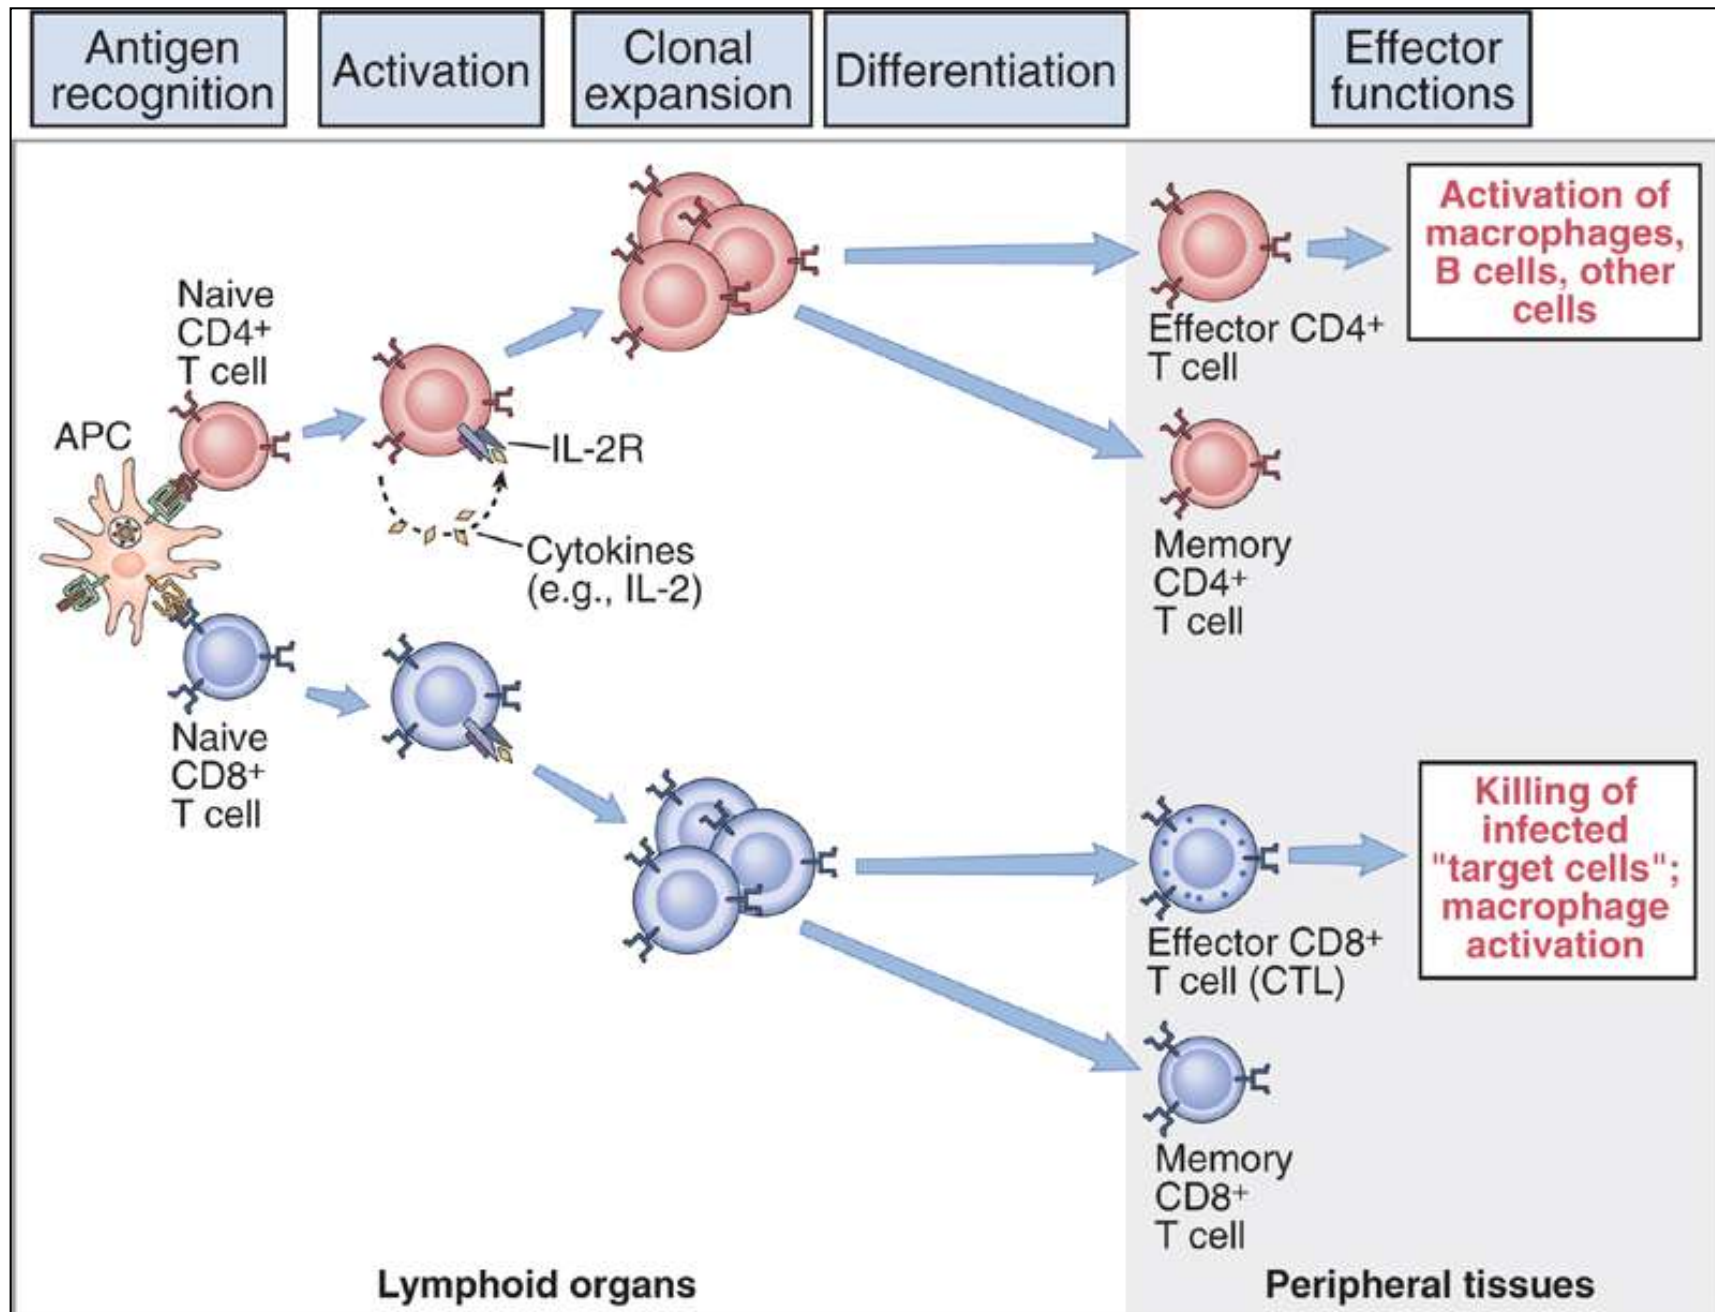 Antigen
recognition
Activation
Clonal
expansion
Differentiation
Effector
functions
Naive
CD4+
T cell
APC
IL-2R
Cytokines
(e.g., IL-2)
Naive
CD8+
T cell
Effector CD4+
T cell
Activation of
macrophages,
B cells, other
cells
Memory
CD4+
T cell
Effector CD8+
T cell (CTL)
Killing of
infected
"target cells";
macrophage
activation
Memory
CD8+
T cell
Lymphoid organs
Peripheral tissues